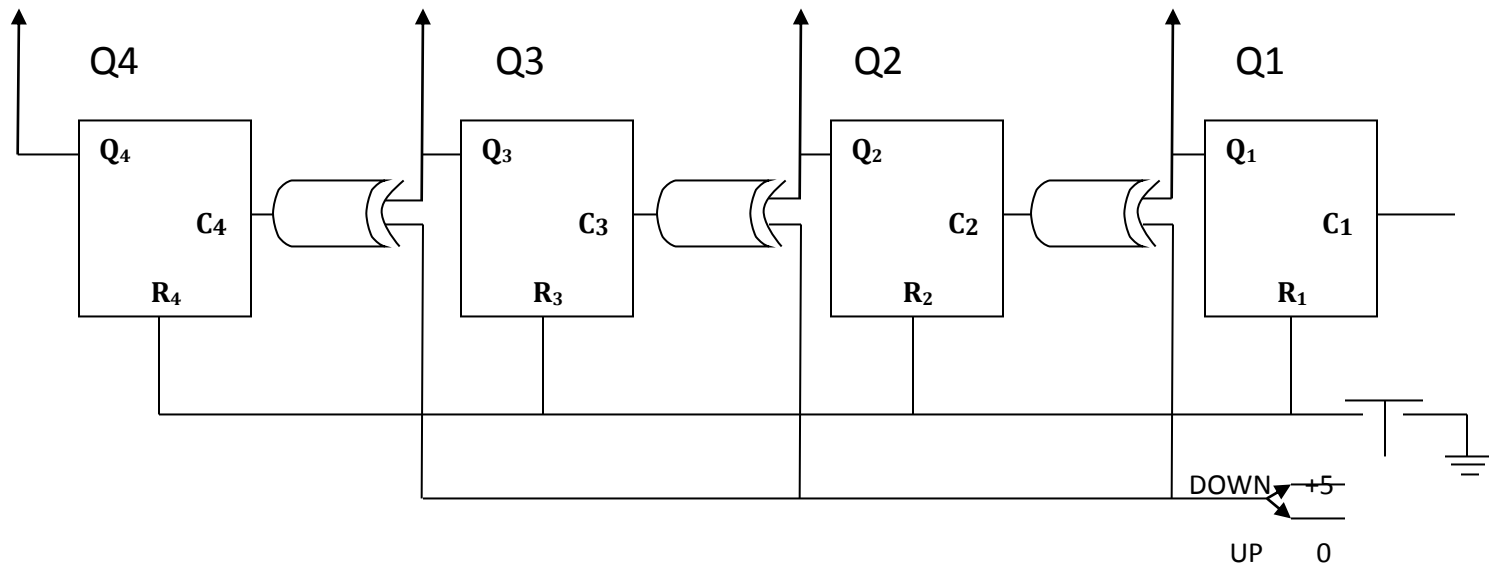 Q4 Q3 Q2 Q1
Q₄ Q₃ Q₂ Q₁
C₄ C₃ C₂ C₁
R₄ R₃ R₂ R₁
DOWN +5
UP 0